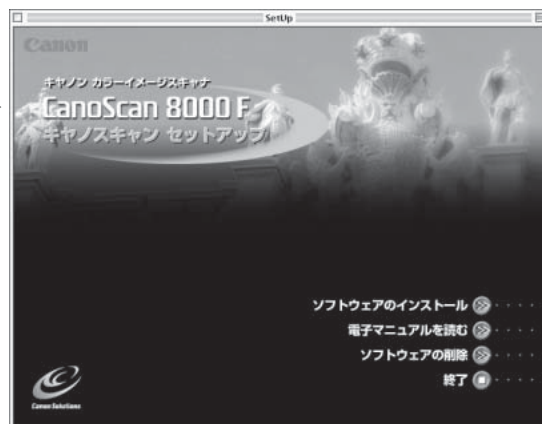 SetUp
Canon
キヤノン カラーイメージスキャナ
CanoScan 8000 F
キヤノスキャン セットアップ
ソフトウェアのインストール
電子マニュアルを読む
ソフトウェアの削除
終了
Canon Solutions